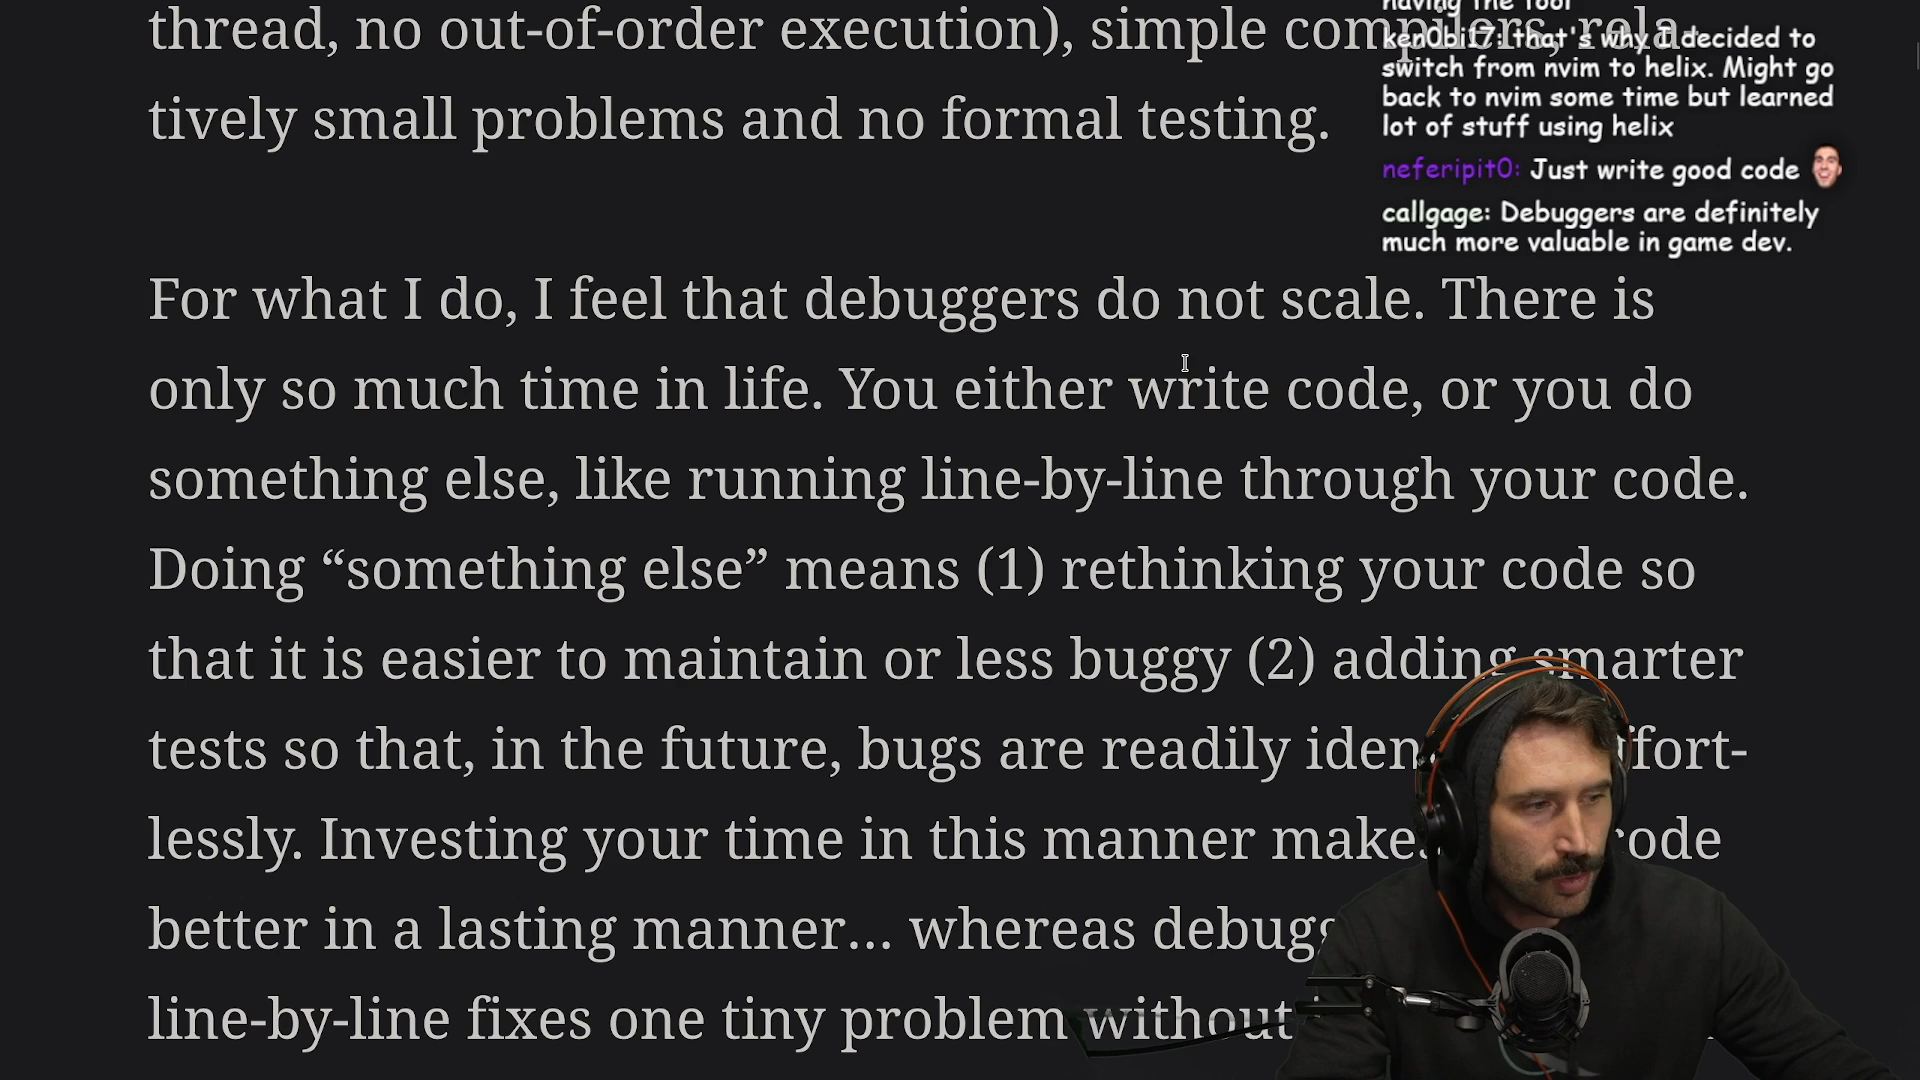 thread, no out-of-order execution), simple compilers, rela-
tively small problems and no formal testing.
having the tool
ken0bi17: that's why I decided to
switch from nvim to helix. Might go
back to nvim some time but learned
lot of stuff using helix
neferipit0: Just write good code
callgage: Debuggers are definitely
much more valuable in game dev.
For what I do, I feel that debuggers do not scale. There is
only so much time in life. You either write code, or you do
something else, like running line-by-line through your code.
Doing “something else” means (1) rethinking your code so
that it is easier to maintain or less buggy (2) adding smarter
tests so that, in the future, bugs are readily iden ffort-
lessly. Investing your time in this manner makes code
better in a lasting manner… whereas debugg
line-by-line fixes one tiny problem without